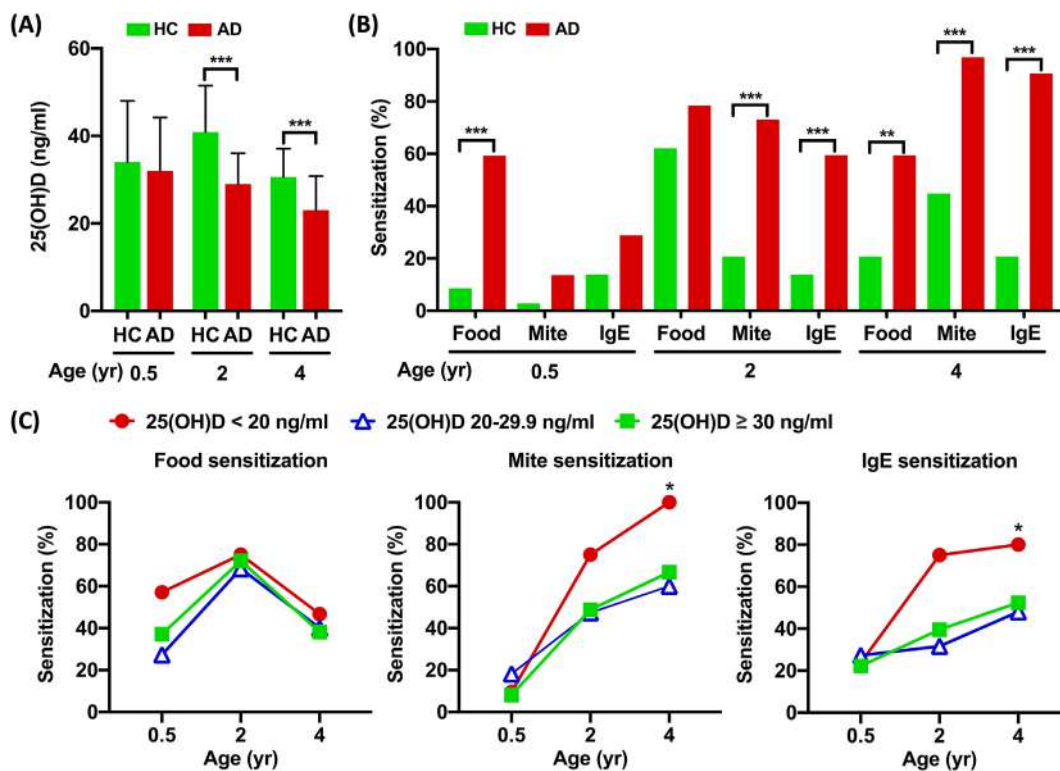 (A)
HC AD
25(OH)D (ng/ml)
60
40
20
0
***
***
HC AD HC AD HC AD
Age (yr) 0.5 2 4
(B)
HC AD
Sensitization (%)
100
80
60
40
20
0
***
***
***
**
***
***
Food Mite IgE Food Mite IgE Food Mite IgE
Age (yr) 0.5 2 4
(C)
25(OH)D < 20 ng/ml 25(OH)D 20-29.9 ng/ml 25(OH)D ≥ 30 ng/ml
Food sensitization
Sensitization (%)
100
80
60
40
20
0
0.5 2 4
Age (yr)
Mite sensitization
Sensitization (%)
100
80
60
40
20
0
*
0.5 2 4
Age (yr)
IgE sensitization
Sensitization (%)
100
80
60
40
20
0
*
0.5 2 4
Age (yr)